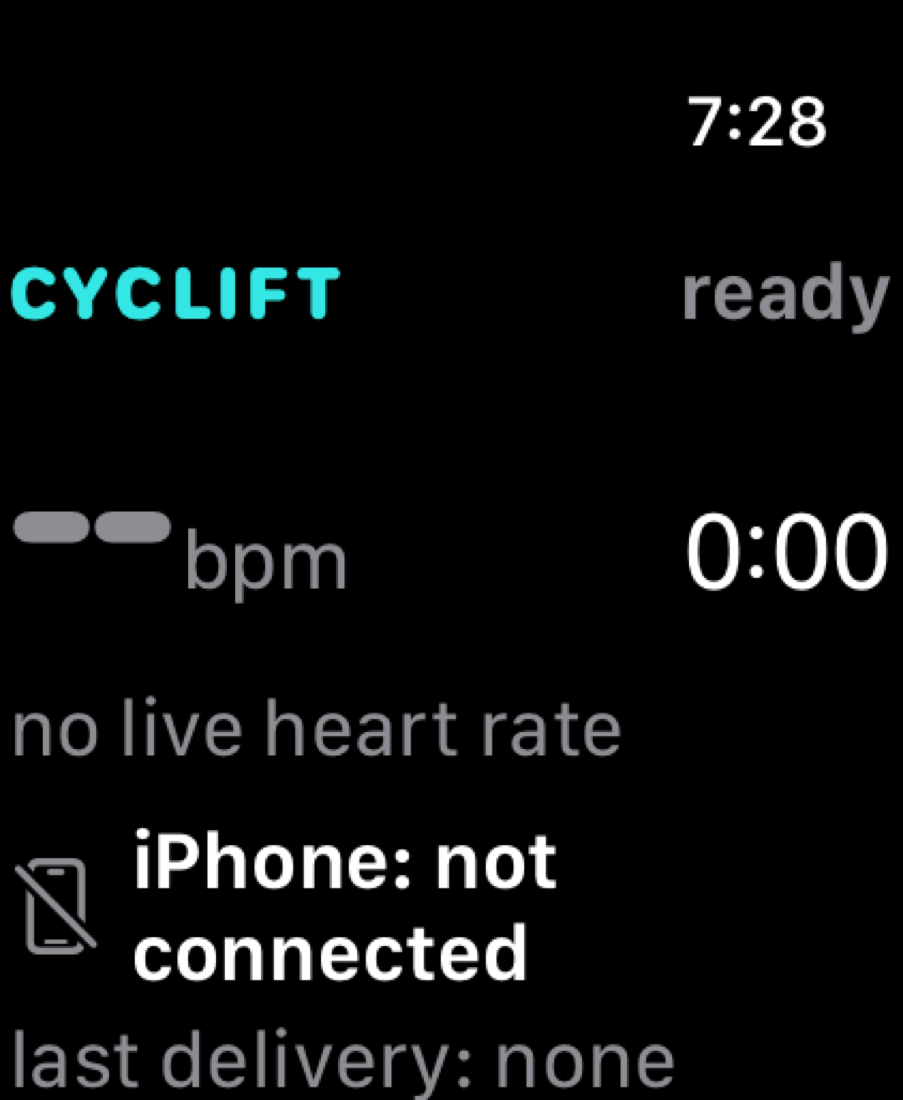 7:28
CYCLIFT ready
-- bpm 0:00
no live heart rate
iPhone: not
connected
last delivery: none